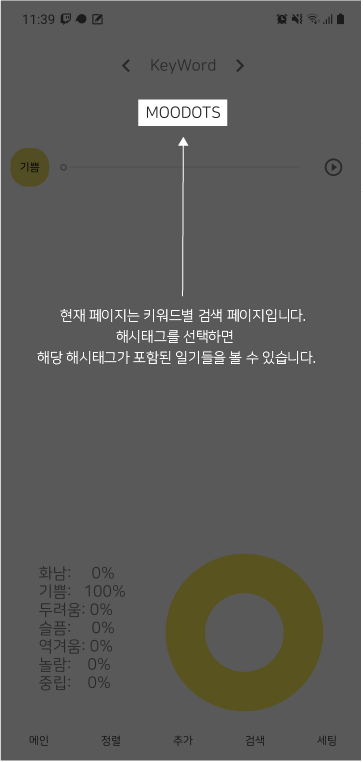 11:39
KeyWord
MOODOTS
기쁨
현재 페이지는 키워드별 검색 페이지입니다.
해시태그를 선택하면
해당 해시태그가 포함된 일기들을 볼 수 있습니다.
화남: 0%
기쁨: 100%
두려움: 0%
슬픔: 0%
역겨움: 0%
놀람: 0%
중립: 0%
메인 정렬 추가 검색 세팅